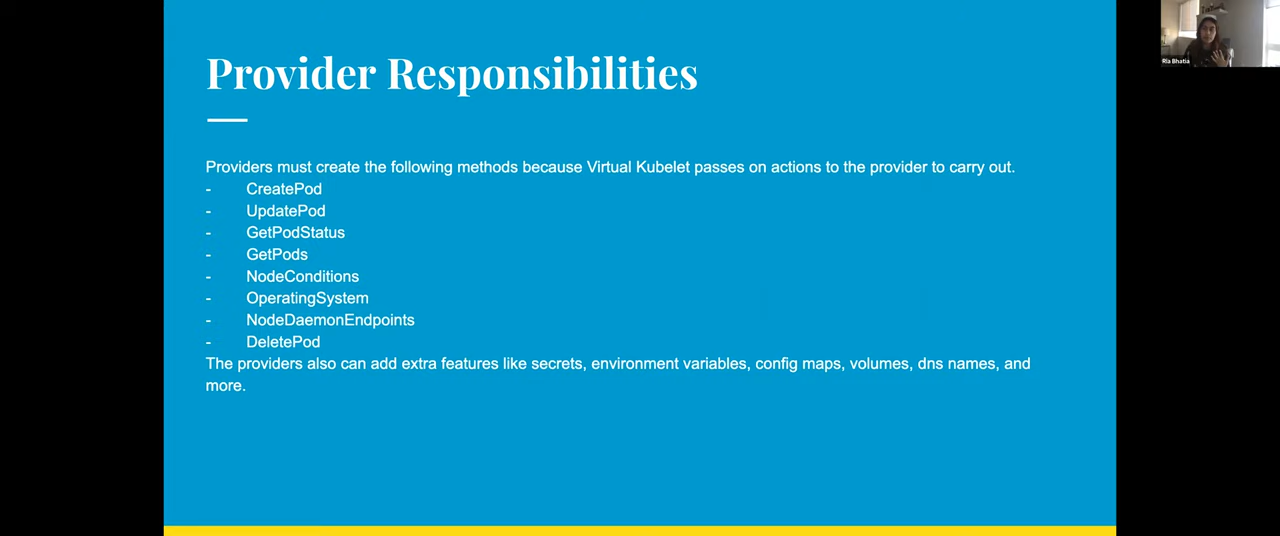 Provider Responsibilities
Providers must create the following methods because Virtual Kubelet passes on actions to the provider to carry out.
- CreatePod
- UpdatePod
- GetPodStatus
- GetPods
- NodeConditions
- OperatingSystem
- NodeDaemonEndpoints
- DeletePod
The providers also can add extra features like secrets, environment variables, config maps, volumes, dns names, and
more.
Ria Bhatia